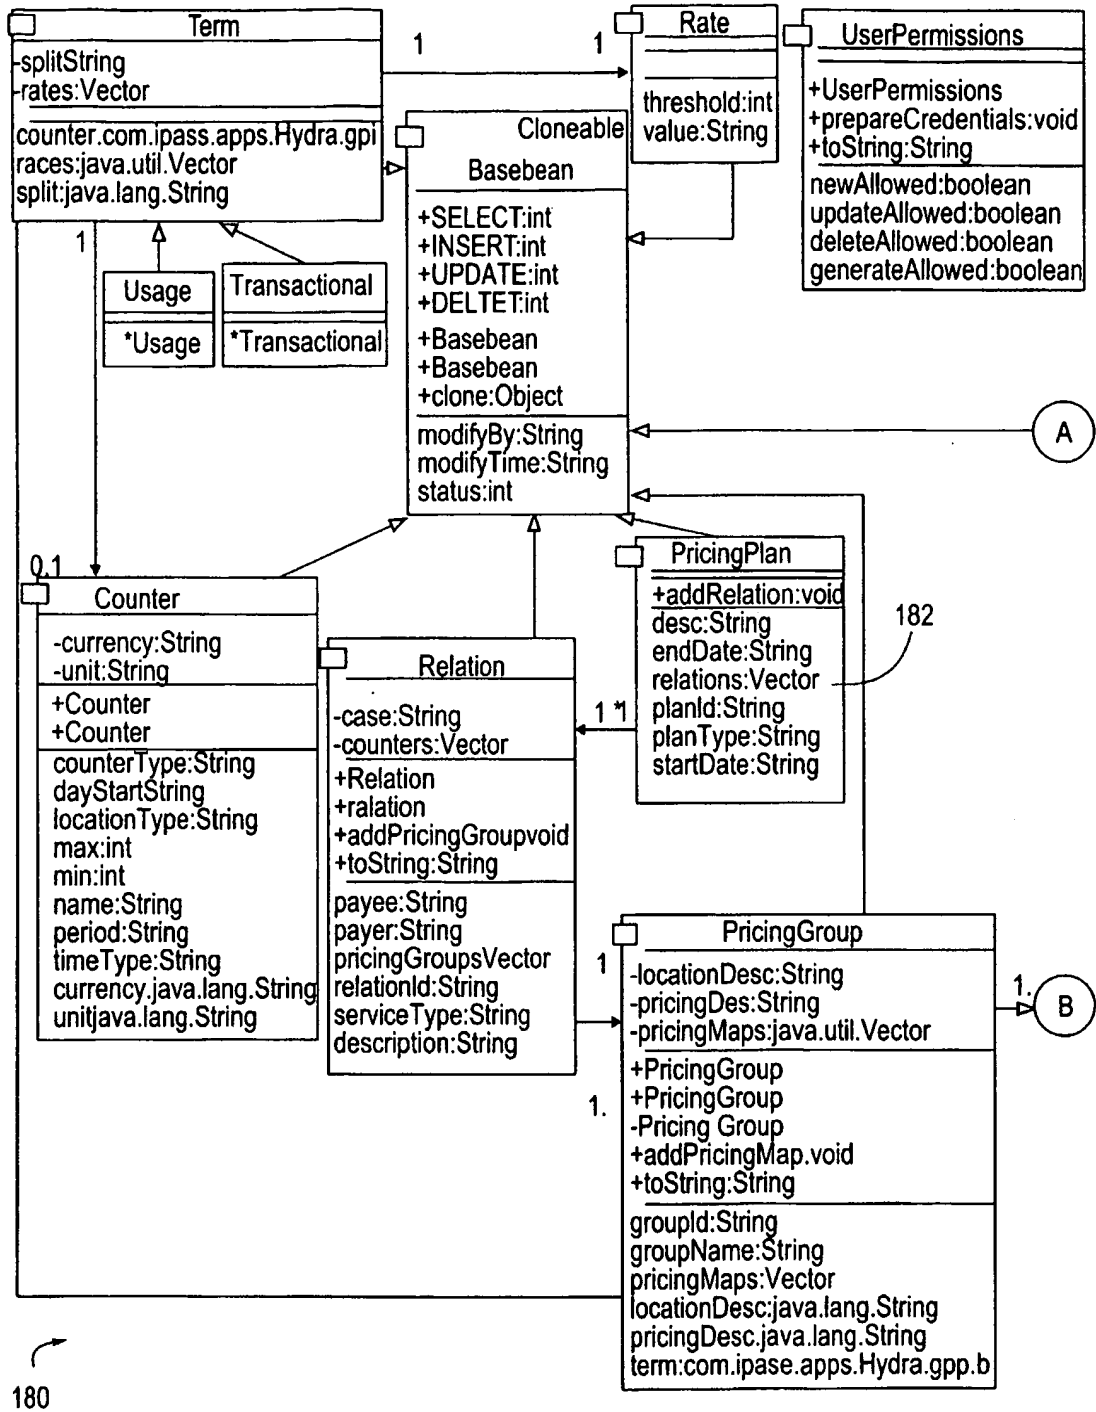 Term
-splitString
-rates:Vector
counter.com.ipass.apps.Hydra.gpi
races:java.util.Vector
split:java.lang.String
1
1
Rate
threshold:int
value:String
UserPermissions
+UserPermissions
+prepareCredentials:void
+toString:String
newAllowed:boolean
updateAllowed:boolean
deleteAllowed:boolean
generateAllowed:boolean
Cloneable
Basebean
+SELECT:int
+INSERT:int
+UPDATE:int
+DELTET:int
+Basebean
+Basebean
+clone:Object
modifyBy:String
modifyTime:String
status:int
1
Usage
*Usage
Transactional
*Transactional
A
0.1
Counter
-currency:String
-unit:String
+Counter
+Counter
counterType:String
dayStartString
locationType:String
max:int
min:int
name:String
period:String
timeType:String
currency.java.lang.String
unitjava.lang.String
Relation
-case:String
-counters:Vector
+Relation
+ralation
+addPricingGroupvoid
+toString:String
payee:String
payer:String
pricingGroupsVector
relationId:String
serviceType:String
description:String
1 *1
PricingPlan
+addRelation:void
desc:String
endDate:String
relations:Vector
planId:String
planType:String
startDate:String
182
1
1.
PricingGroup
-locationDesc:String
-pricingDes:String
-pricingMaps:java.util.Vector
+PricingGroup
+PricingGroup
-Pricing Group
+addPricingMap.void
+toString:String
groupId:String
groupName:String
pricingMaps:Vector
locationDesc:java.lang.String
pricingDesc.java.lang.String
term:com.ipase.apps.Hydra.gpp.b
1.
B
180